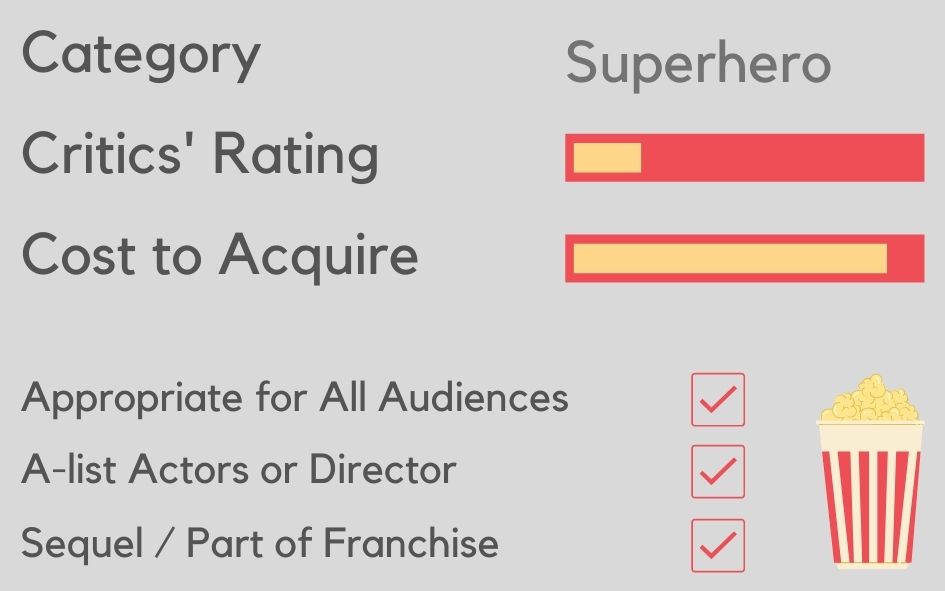 Category
Superhero
Critics' Rating
Cost to Acquire
Appropriate for All Audiences
A-list Actors or Director
Sequel / Part of Franchise